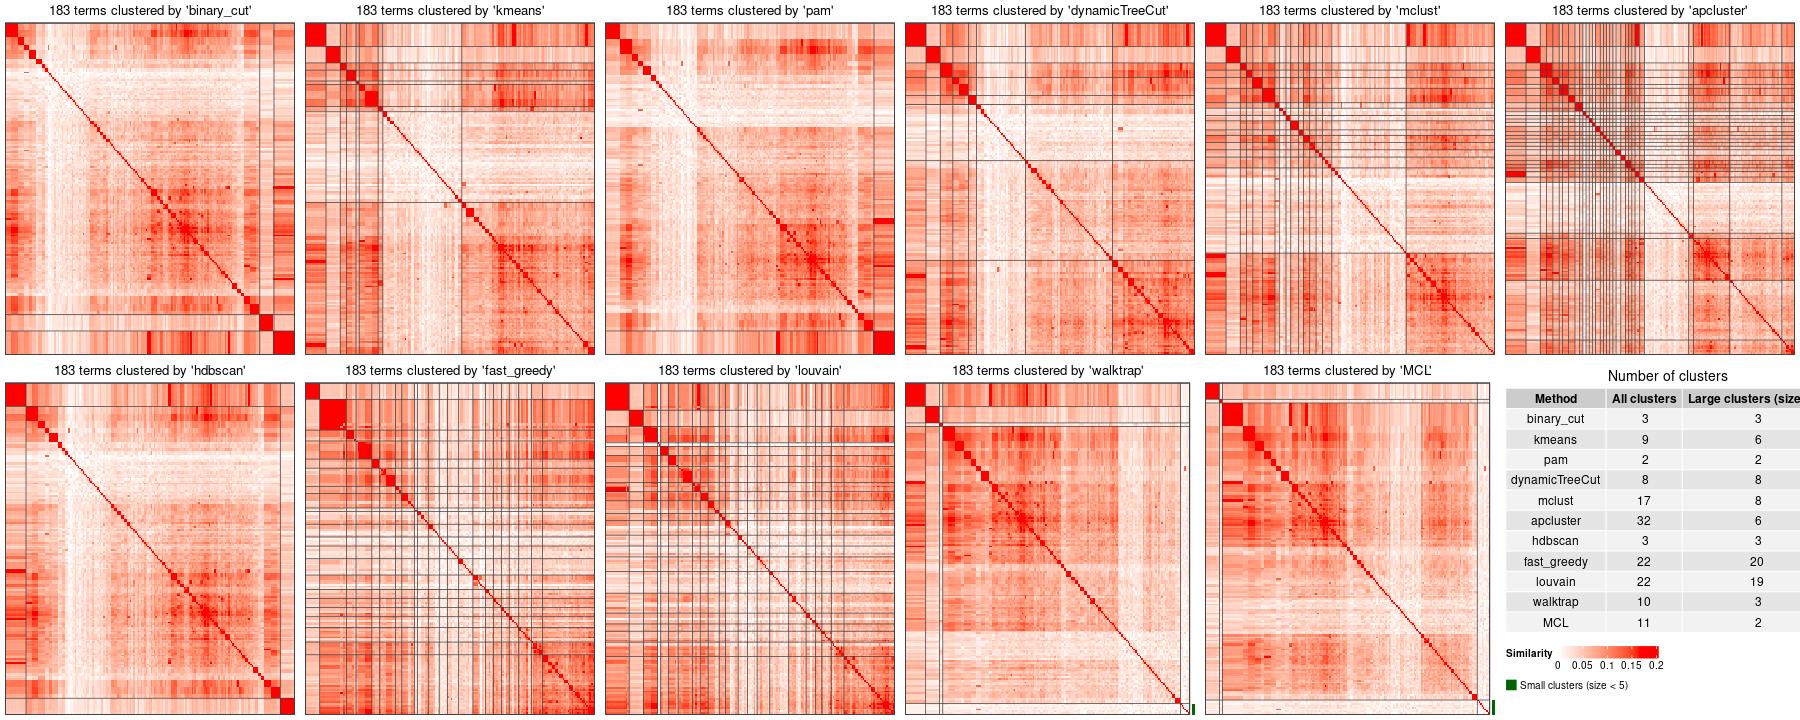 183 terms clustered by 'binary_cut'
183 terms clustered by 'kmeans'
183 terms clustered by 'pam'
183 terms clustered by 'dynamicTreeCut'
183 terms clustered by 'mclust'
183 terms clustered by 'apcluster'
183 terms clustered by 'hdbscan'
183 terms clustered by 'fast_greedy'
183 terms clustered by 'louvain'
183 terms clustered by 'walktrap'
183 terms clustered by 'MCL'
Number of clusters
Method All clusters Large clusters (size
binary_cut 3 3
kmeans 9 6
pam 2 2
dynamicTreeCut 8 8
mclust 17 8
apcluster 32 6
hdbscan 3 3
fast_greedy 22 20
louvain 22 19
walktrap 10 3
MCL 11 2
Similarity
0 0.05 0.1 0.15 0.2
Small clusters (size < 5)